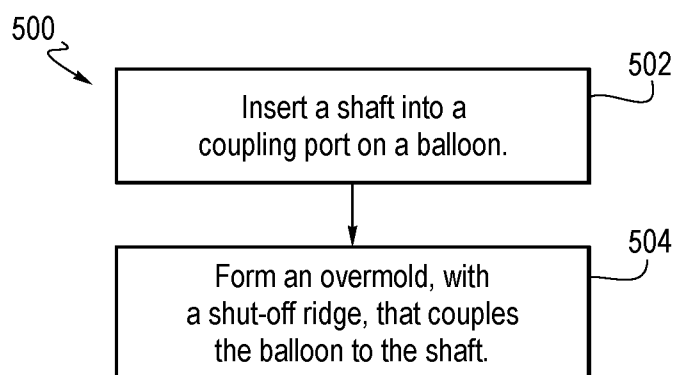 500
502
Insert a shaft into a
coupling port on a balloon.
504
Form an overmold, with
a shut-off ridge, that couples
the balloon to the shaft.